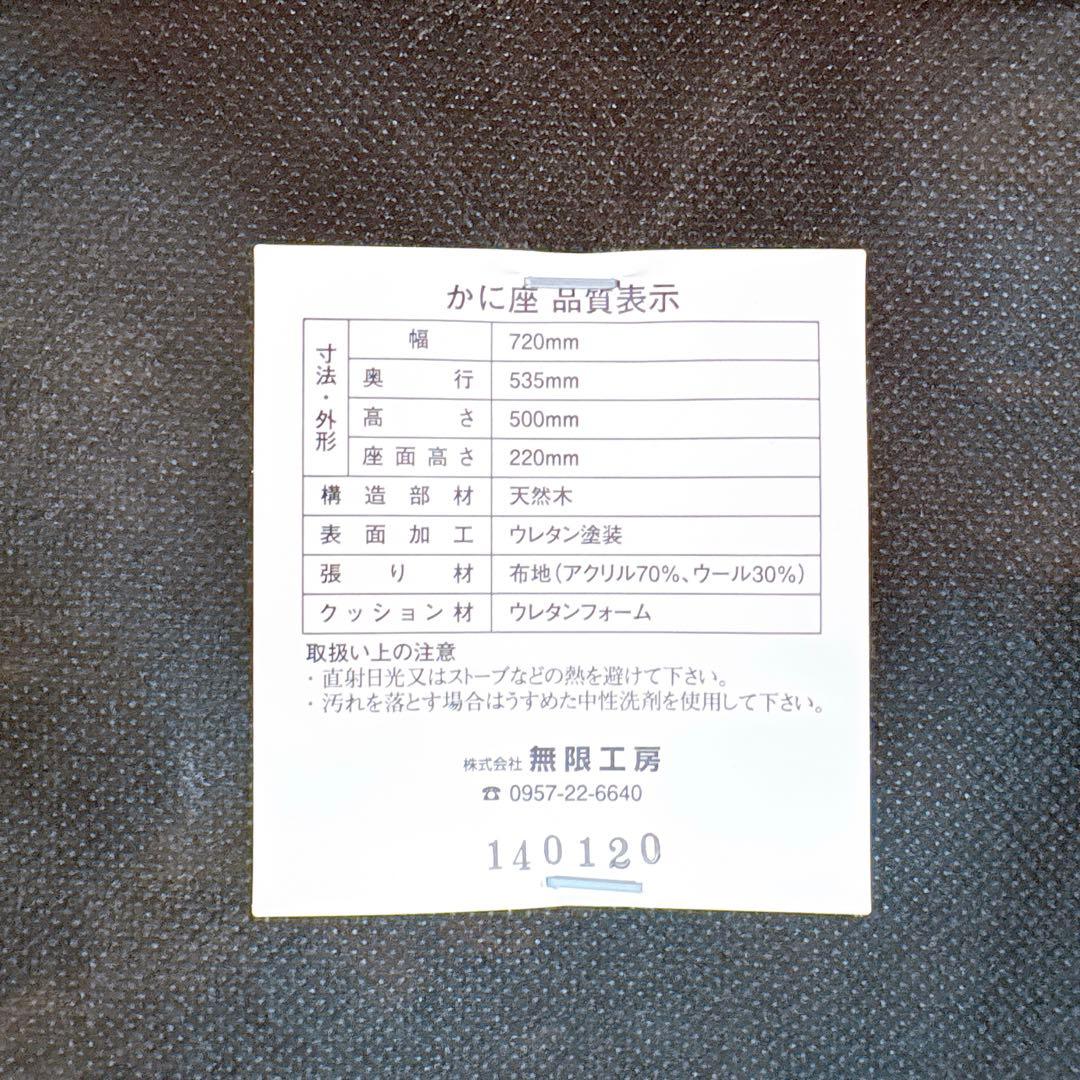 かに座 品質表示
寸法・外形
幅 720mm
奥行 535mm
高さ 500mm
座面高さ 220mm
構造部材 天然木
表面加工 ウレタン塗装
張り材 布地(アクリル70%、ウール30%)
クッション材 ウレタンフォーム
取扱い上の注意
・直射日光又はストーブなどの熱を避けて下さい。
・汚れを落とす場合はうすめた中性洗剤を使用して下さい。
株式会社 無限工房
☎ 0957-22-6640
140120